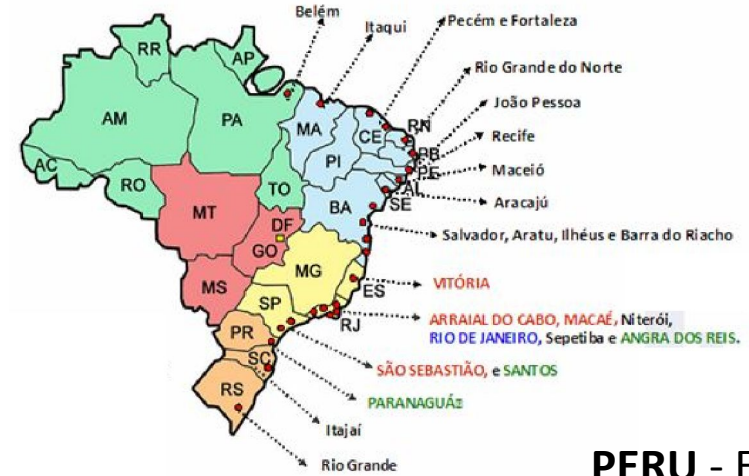 Belém
Itaqui
Pecém e Fortaleza
Rio Grande do Norte
João Pessoa
Recife
Maceió
Aracajú
Salvador, Aratu, Ilhéus e Barra do Riacho
VITÓRIA
ARRAIAL DO CABO, MACAÉ, Niterói,
RIO DE JANEIRO, Sepetiba e ANGRA DOS REIS.
SÃO SEBASTIÃO, e SANTOS
PARANAGUÁ
Itajaí
Rio Grande
RR
AP
AM
PA
MA
CE
RN
PB
PE
AL
SE
PI
AC
RO
TO
BA
MT
DF
GO
MG
ES
MS
SP
RJ
PR
SC
RS
PERU -